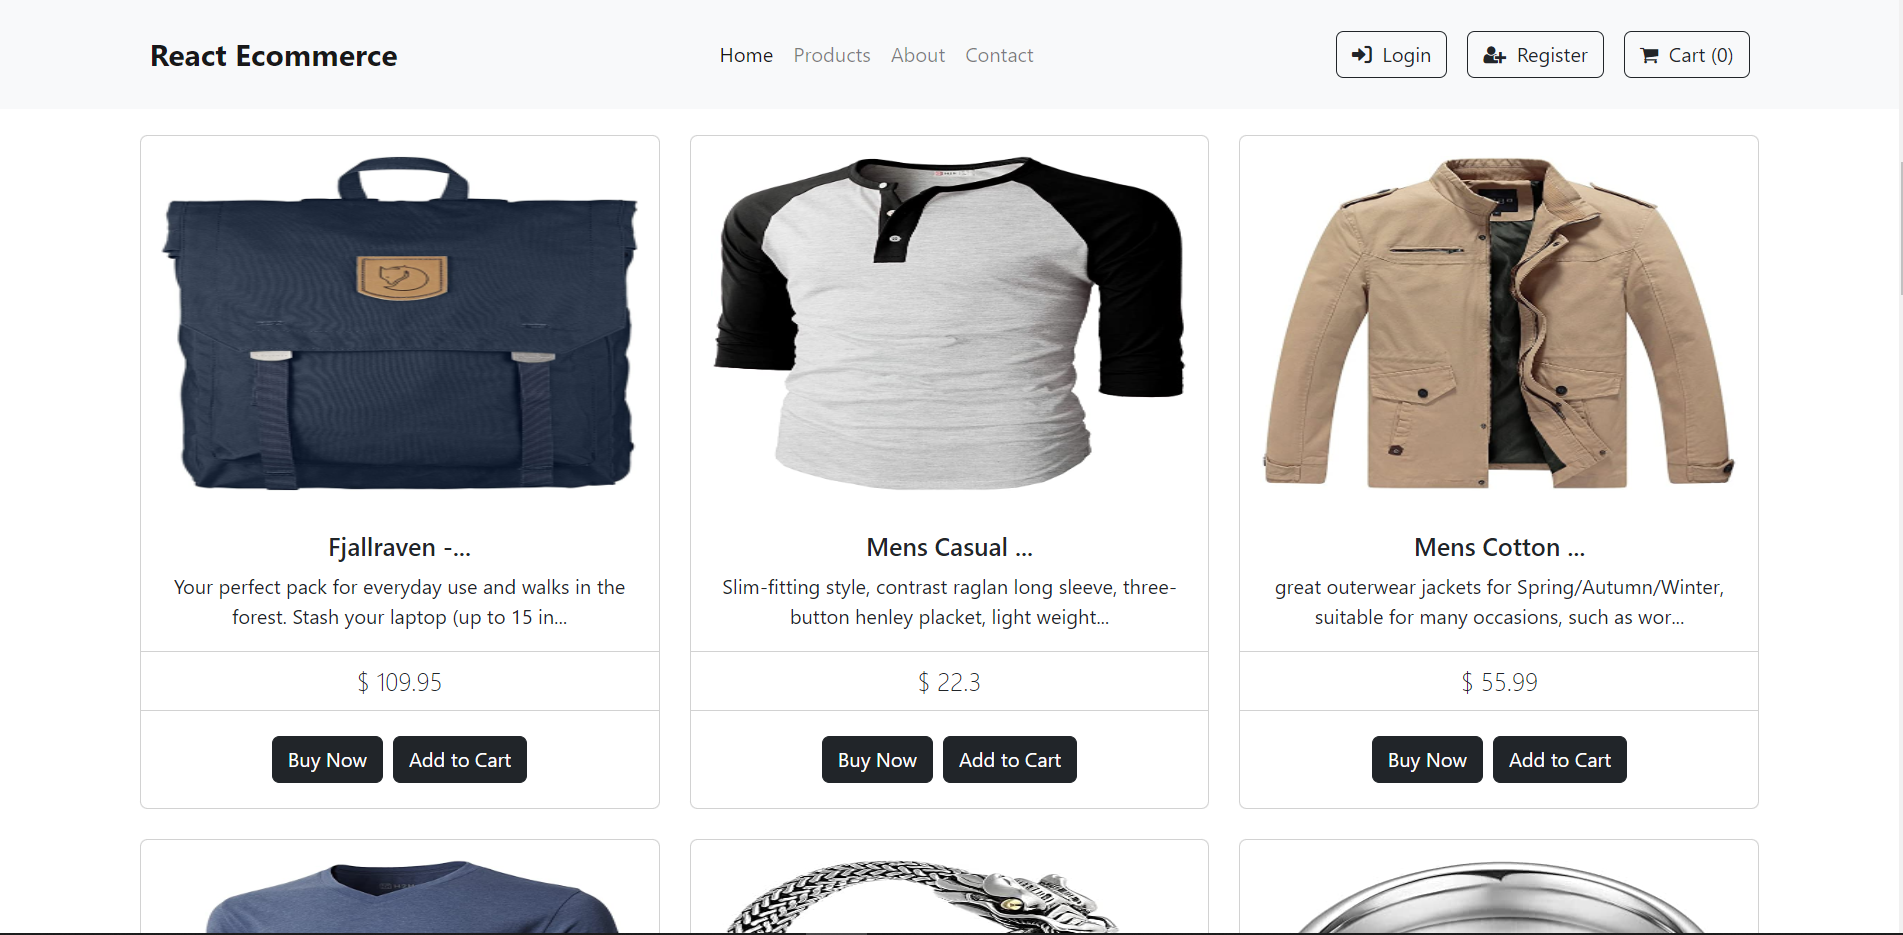 React Ecommerce
Home Products About Contact
Login Register Cart (0)
Fjallraven -...
Your perfect pack for everyday use and walks in the
forest. Stash your laptop (up to 15 in...
$ 109.95
Buy Now Add to Cart
Mens Casual ...
Slim-fitting style, contrast raglan long sleeve, three-
button henley placket, light weight...
$ 22.3
Buy Now Add to Cart
Mens Cotton ...
great outerwear jackets for Spring/Autumn/Winter,
suitable for many occasions, such as wor...
$ 55.99
Buy Now Add to Cart